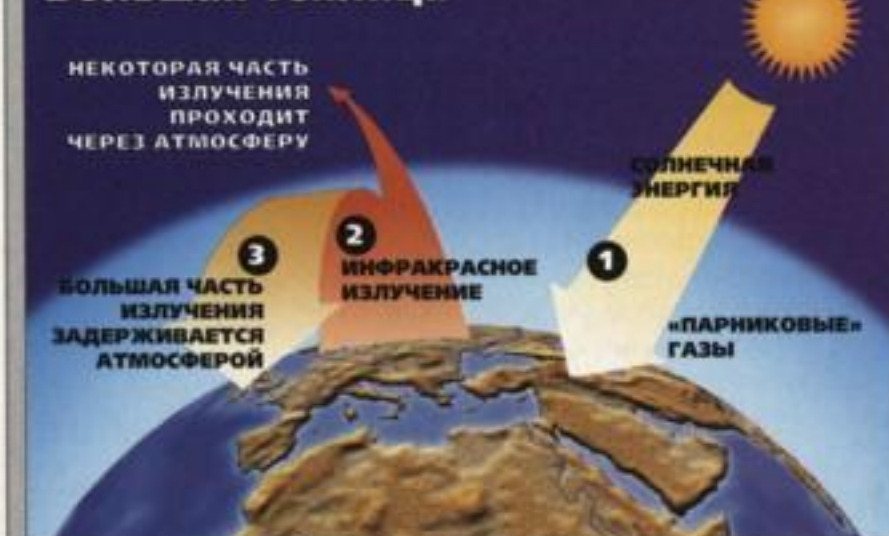 НЕКОТОРАЯ ЧАСТЬ
ИЗЛУЧЕНИЯ
ПРОХОДИТ
ЧЕРЕЗ АТМОСФЕРУ
СОЛНЕЧНАЯ
ЭНЕРГИЯ
1
«ПАРНИКОВЫЕ»
ГАЗЫ
2
ИНФРАКРАСНОЕ
ИЗЛУЧЕНИЕ
3
БОЛЬШАЯ ЧАСТЬ
ИЗЛУЧЕНИЯ
ЗАДЕРЖИВАЕТСЯ
АТМОСФЕРОЙ